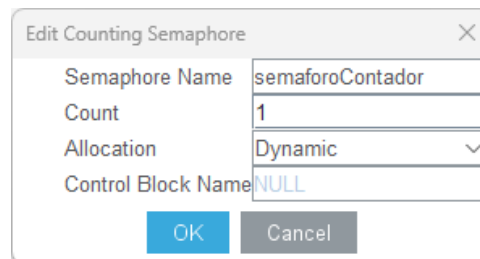 Edit Counting Semaphore
Semaphore Name semaforoContador
Count 1
Allocation Dynamic
Control Block Name NULL
OK Cancel